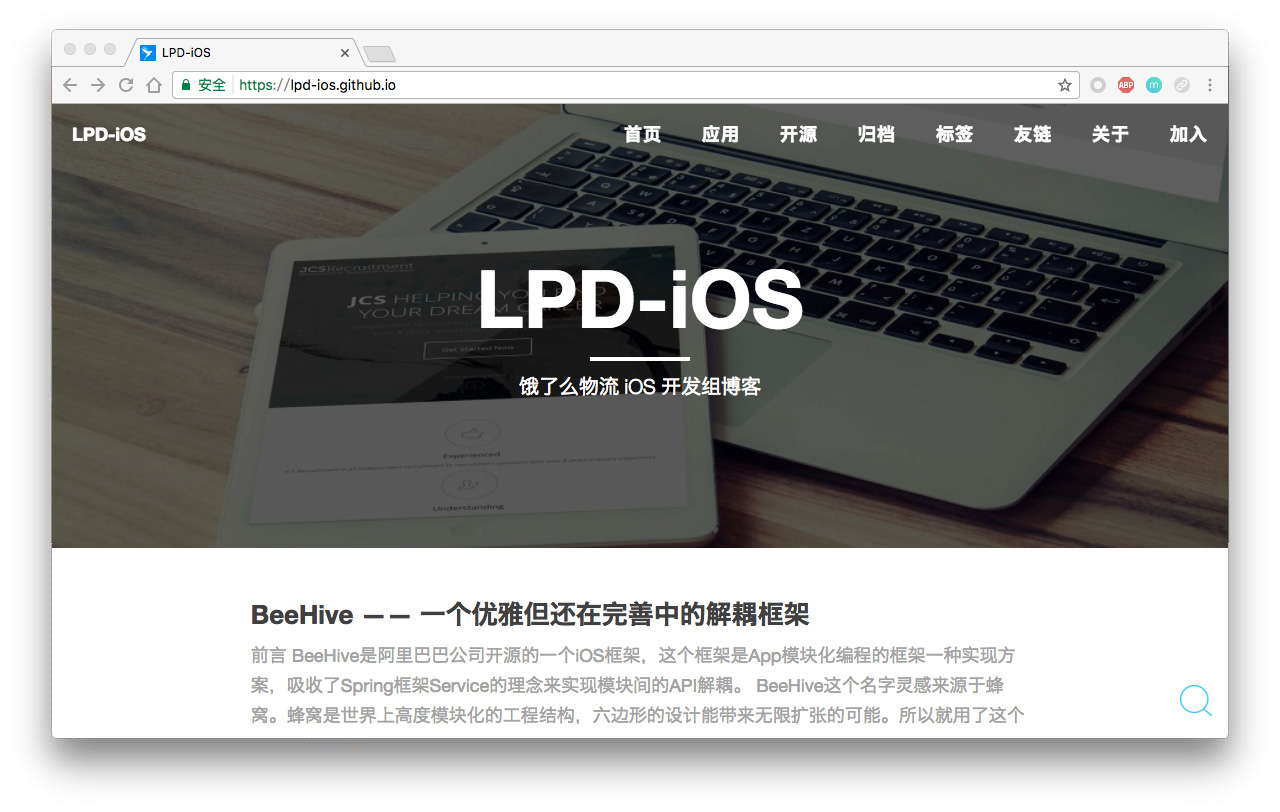 LPD-iOS
安全 https://lpd-ios.github.io
ABP
m
LPD-iOS 首页 应用 开源 归档 标签 友链 关于 加入
JCSRecruitment
JCS HELPING YOU
YOUR DREAM CAREER
Get Started Now
LPD-iOS
饿了么物流 iOS 开发组博客
Experienced
Understanding
BeeHive —— 一个优雅但还在完善中的解耦框架
前言 BeeHive是阿里巴巴公司开源的一个iOS框架，这个框架是App模块化编程的框架一种实现方
案，吸收了Spring框架Service的理念来实现模块间的API解耦。 BeeHive这个名字灵感来源于蜂
窝。蜂窝是世界上高度模块化的工程结构，六边形的设计能带来无限扩张的可能。所以就用了这个